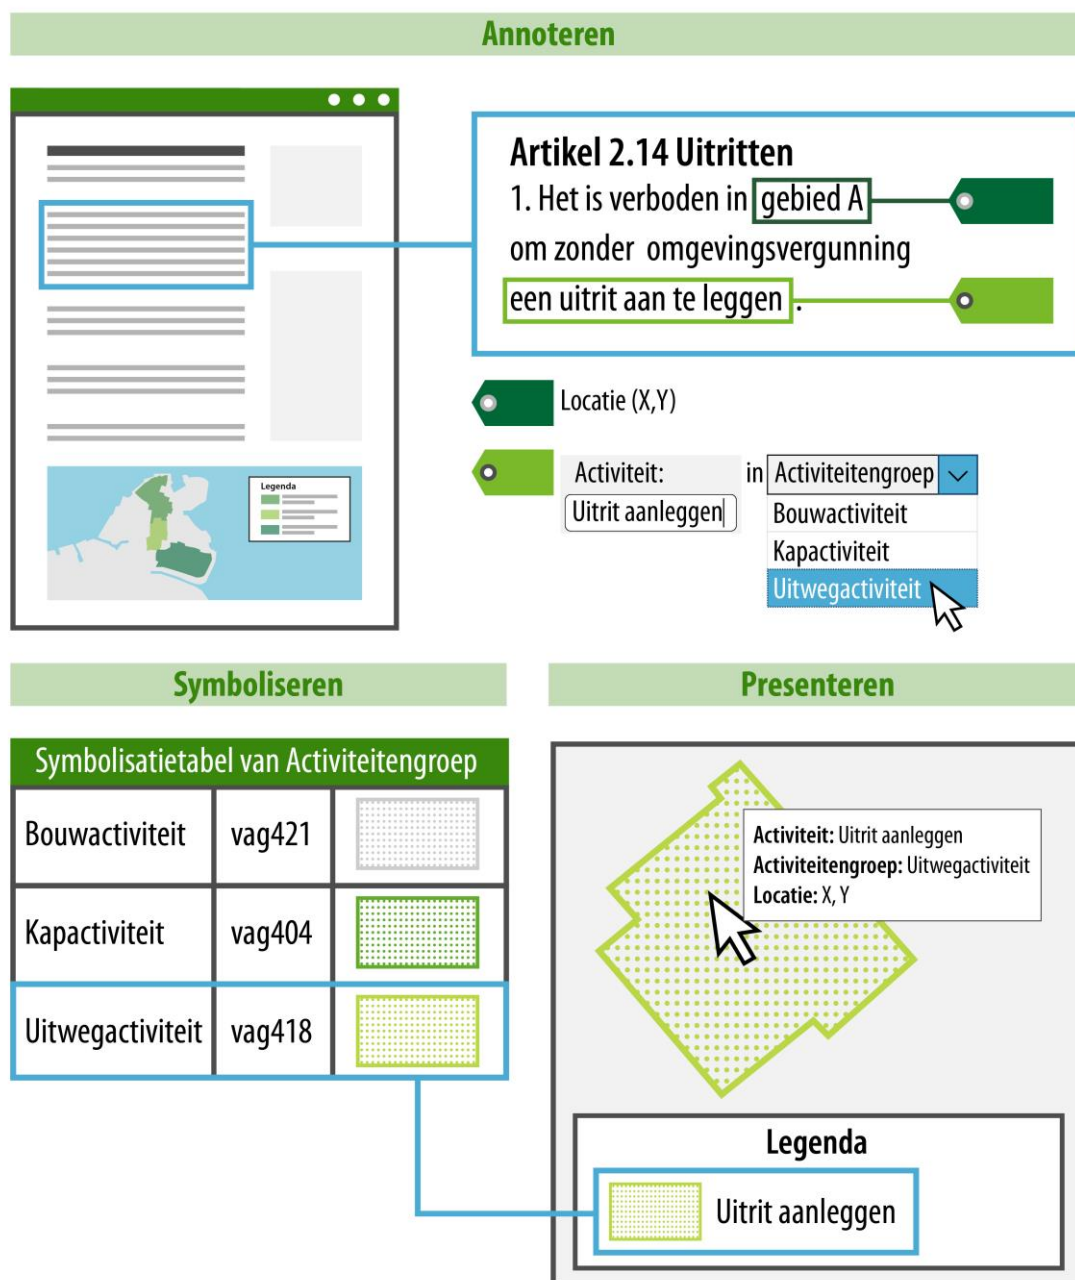 Annoteren
Artikel 2.14 Uitritten
1. Het is verboden in gebied A
om zonder omgevingsvergunning
een uitrit aan te leggen .
Legenda
Locatie (X,Y)
Activiteit:
Uitrit aanleggen
in Activiteitengroep
Bouwactiviteit
Kapactiviteit
Uitwegactiviteit
Symboliseren
Symbolisatietabel van Activiteitengroep
Bouwactiviteit vag421
Kapactiviteit vag404
Uitwegactiviteit vag418
Presenteren
Activiteit: Uitrit aanleggen
Activiteitengroep: Uitwegactiviteit
Locatie: X, Y
Legenda
Uitrit aanleggen